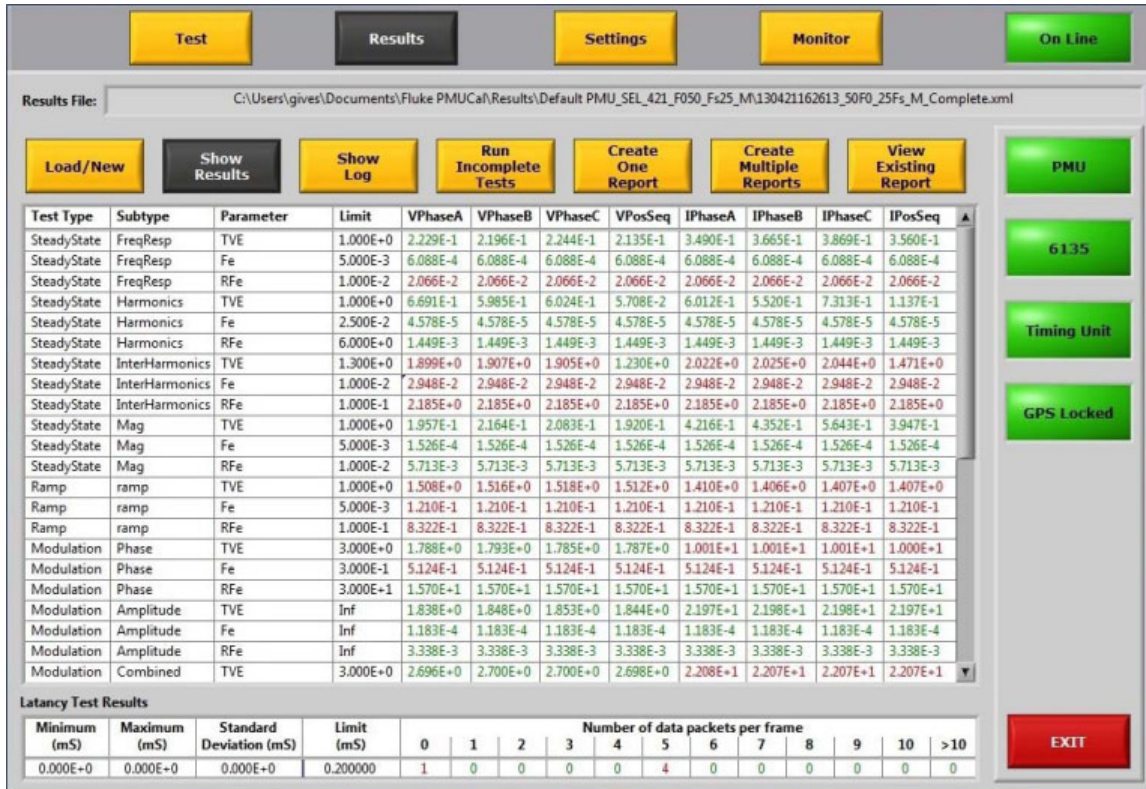 Test Results Settings Monitor On Line
Results File: C:\Users\gives\Documents\Fluke PMUCal\Results\Default PMU_SEL_421_F050_Fs25_M\130421162613_50F0_25Fs_M_Complete.xml
Load/New
Show
Results
Show
Log
Run
Incomplete
Tests
Create
One
Report
Create
Multiple
Reports
View
Existing
Report
Test Type Subtype Parameter Limit VPhaseA VPhaseB VPhaseC VPosSeq IPhaseA IPhaseB IPhaseC IPosSeq
SteadyState FreqResp TVE 1.000E+0 2.229E-1 2.196E-1 2.244E-1 2.135E-1 3.490E-1 3.665E-1 3.869E-1 3.560E-1
SteadyState FreqResp Fe 5.000E-3 6.088E-4 6.088E-4 6.088E-4 6.088E-4 6.088E-4 6.088E-4 6.088E-4 6.088E-4
SteadyState FreqResp RFe 1.000E-2 2.066E-2 2.066E-2 2.066E-2 2.066E-2 2.066E-2 2.066E-2 2.066E-2 2.066E-2
SteadyState Harmonics TVE 1.000E+0 6.691E-1 5.985E-1 6.024E-1 5.708E-2 6.012E-1 5.520E-1 7.313E-1 1.137E-1
SteadyState Harmonics Fe 2.500E-2 4.578E-5 4.578E-5 4.578E-5 4.578E-5 4.578E-5 4.578E-5 4.578E-5 4.578E-5
SteadyState Harmonics RFe 6.000E+0 1.449E-3 1.449E-3 1.449E-3 1.449E-3 1.449E-3 1.449E-3 1.449E-3 1.449E-3
SteadyState InterHarmonics TVE 1.300E+0 1.899E+0 1.907E+0 1.905E+0 1.230E+0 2.022E+0 2.025E+0 2.044E+0 1.471E+0
SteadyState InterHarmonics Fe 1.000E-2 2.948E-2 2.948E-2 2.948E-2 2.948E-2 2.948E-2 2.948E-2 2.948E-2 2.948E-2
SteadyState InterHarmonics RFe 1.000E-1 2.185E+0 2.185E+0 2.185E+0 2.185E+0 2.185E+0 2.185E+0 2.185E+0 2.185E+0
SteadyState Mag TVE 1.000E+0 1.957E-1 2.164E-1 2.083E-1 1.920E-1 4.216E-1 4.352E-1 5.643E-1 3.947E-1
SteadyState Mag Fe 5.000E-3 1.526E-4 1.526E-4 1.526E-4 1.526E-4 1.526E-4 1.526E-4 1.526E-4 1.526E-4
SteadyState Mag RFe 1.000E-2 5.713E-3 5.713E-3 5.713E-3 5.713E-3 5.713E-3 5.713E-3 5.713E-3 5.713E-3
Ramp ramp TVE 1.000E+0 1.508E+0 1.516E+0 1.518E+0 1.512E+0 1.410E+0 1.406E+0 1.407E+0 1.407E+0
Ramp ramp Fe 5.000E-3 1.210E-1 1.210E-1 1.210E-1 1.210E-1 1.210E-1 1.210E-1 1.210E-1 1.210E-1
Ramp ramp RFe 1.000E-1 8.322E-1 8.322E-1 8.322E-1 8.322E-1 8.322E-1 8.322E-1 8.322E-1 8.322E-1
Modulation Phase TVE 3.000E+0 1.788E+0 1.793E+0 1.785E+0 1.787E+0 1.001E+1 1.001E+1 1.001E+1 1.000E+1
Modulation Phase Fe 3.000E-1 5.124E-1 5.124E-1 5.124E-1 5.124E-1 5.124E-1 5.124E-1 5.124E-1 5.124E-1
Modulation Phase RFe 3.000E+1 1.570E+1 1.570E+1 1.570E+1 1.570E+1 1.570E+1 1.570E+1 1.570E+1 1.570E+1
Modulation Amplitude TVE Inf 1.838E+0 1.848E+0 1.853E+0 1.844E+0 2.197E+1 2.198E+1 2.198E+1 2.197E+1
Modulation Amplitude Fe Inf 1.183E-4 1.183E-4 1.183E-4 1.183E-4 1.183E-4 1.183E-4 1.183E-4 1.183E-4
Modulation Amplitude RFe Inf 3.338E-3 3.338E-3 3.338E-3 3.338E-3 3.338E-3 3.338E-3 3.338E-3 3.338E-3
Modulation Combined TVE 3.000E+0 2.696E+0 2.700E+0 2.700E+0 2.698E+0 2.208E+1 2.207E+1 2.207E+1 2.207E+1
PMU
6135
Timing Unit
GPS Locked
Latancy Test Results
Minimum Maximum Standard Limit Number of data packets per frame
(mS) (mS) Deviation (mS) (mS) 0 1 2 3 4 5 6 7 8 9 10 >10
0.000E+0 0.000E+0 0.000E+0 0.200000 1 0 0 0 0 4 0 0 0 0 0 0
EXIT